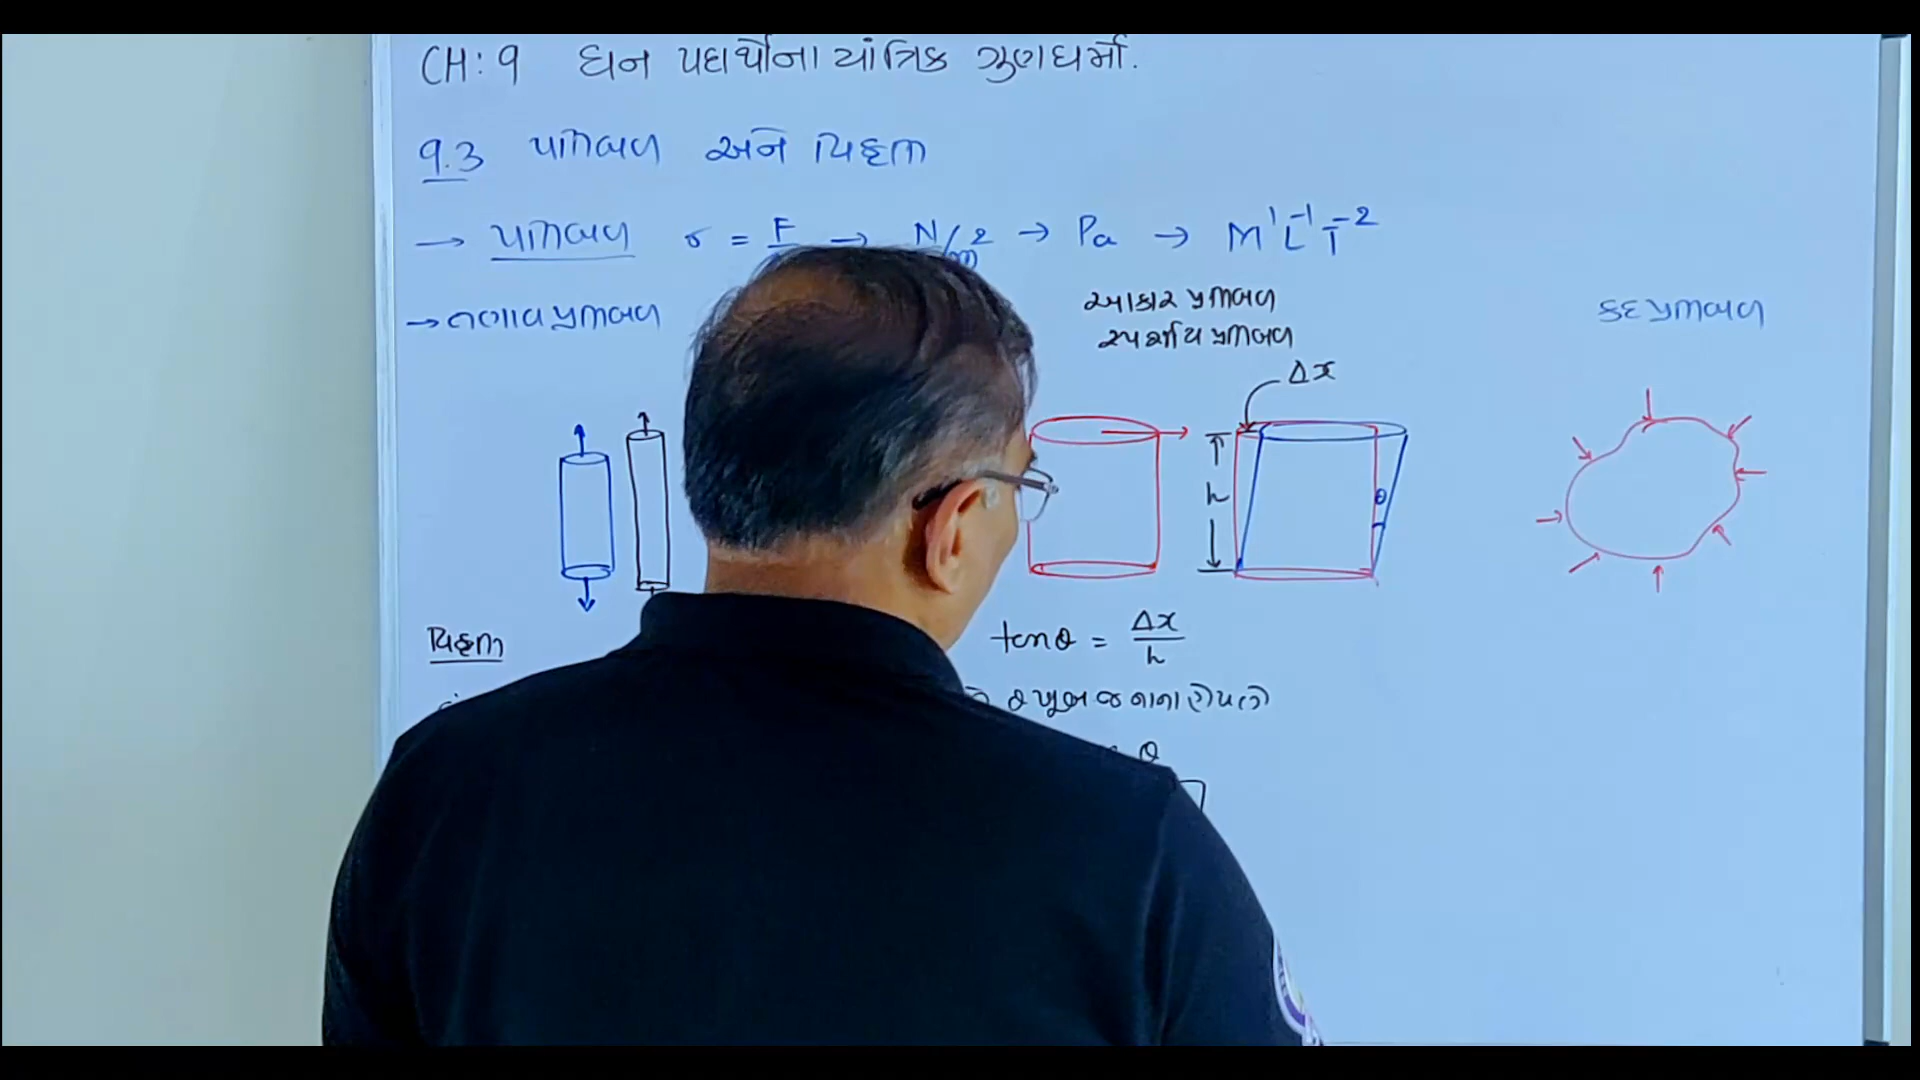 CH: 9 ઘન પદાર્થોના યાંત્રિક ગુણધર્મો.
9.3 પ્રતિબળ અને વિકૃતિ
→ પ્રતિબળ σ = F → N/m² → Pa → M¹L⁻¹T⁻²
→ તણાવ પ્રતિબળ
આકાર પ્રતિબળ
સ્પર્શીય પ્રતિબળ
કદ પ્રતિબળ
Δx
h
θ
વિકૃતિ
tanθ = Δx/h
θ ખૂબ જ નાનો હોય તો
θ